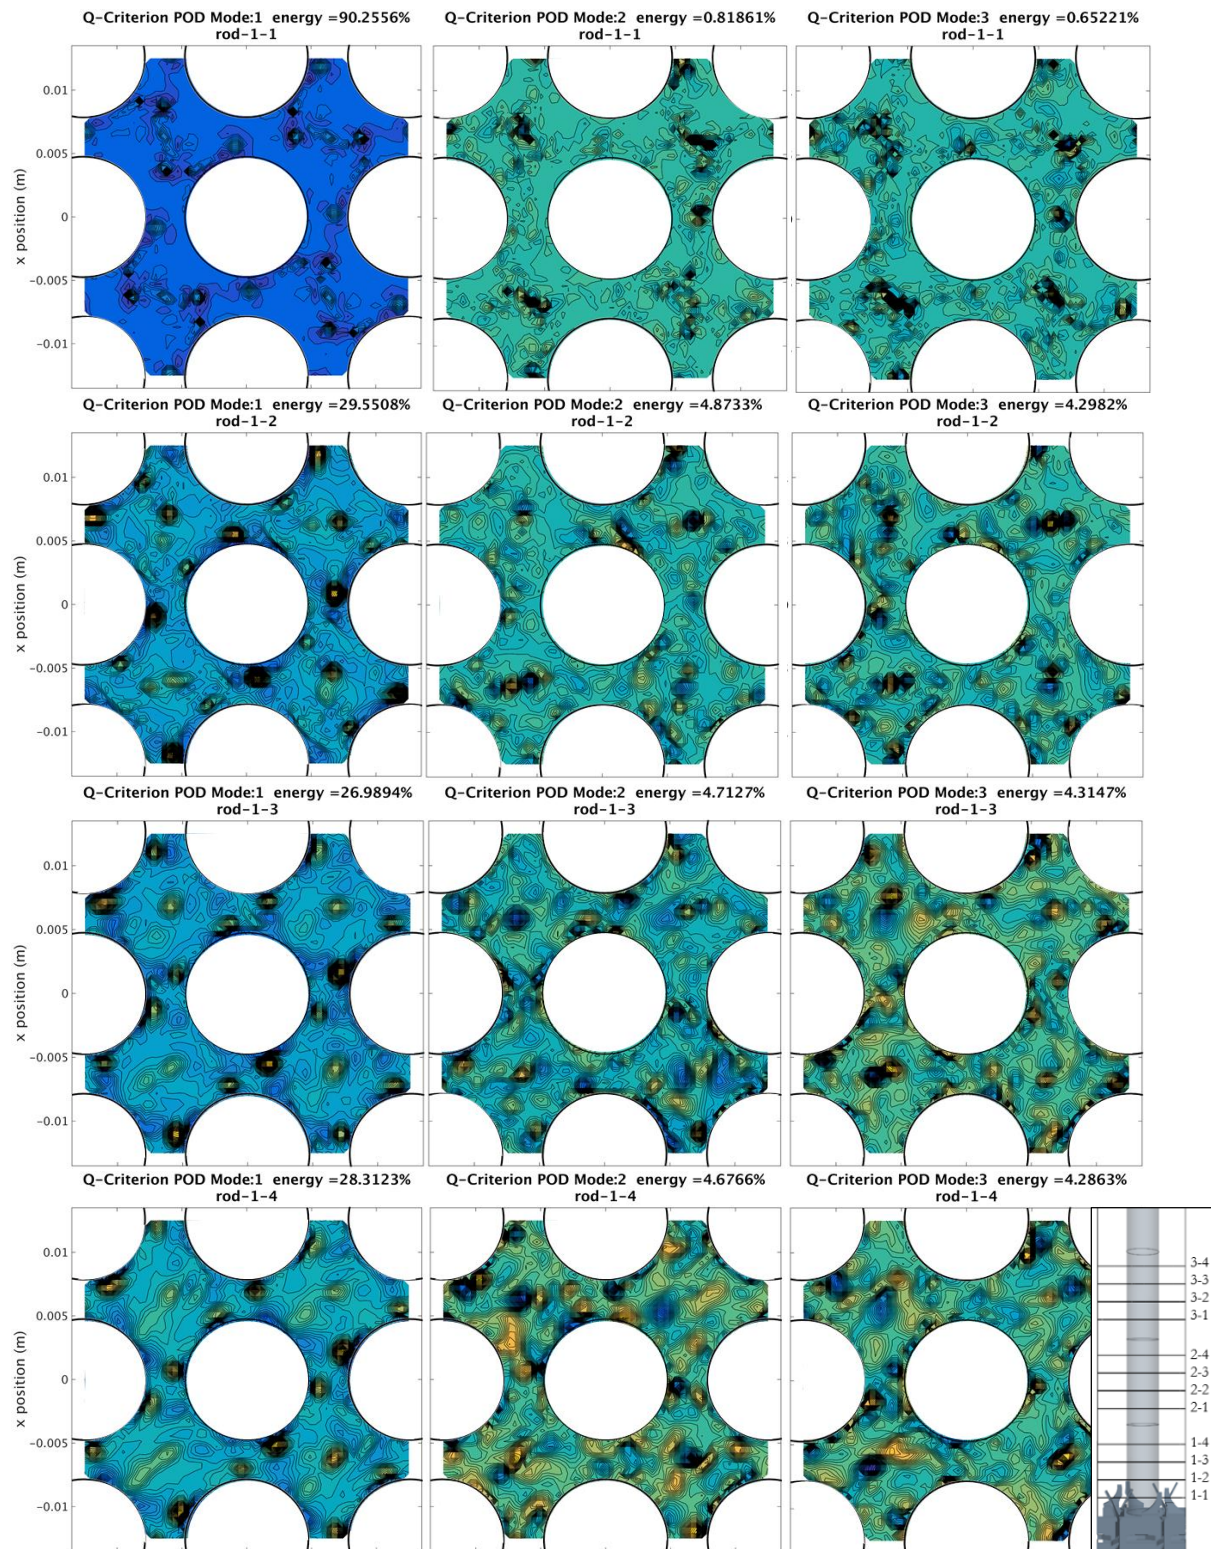 Q-Criterion POD Mode:1 energy =90.2556%
rod-1-1
Q-Criterion POD Mode:2 energy =0.81861%
rod-1-1
Q-Criterion POD Mode:3 energy =0.65221%
rod-1-1
0.01
0.005
0
-0.005
-0.01
x position (m)
Q-Criterion POD Mode:1 energy =29.5508%
rod-1-2
Q-Criterion POD Mode:2 energy =4.8733%
rod-1-2
Q-Criterion POD Mode:3 energy =4.2982%
rod-1-2
0.01
0.005
0
-0.005
-0.01
x position (m)
Q-Criterion POD Mode:1 energy =26.9894%
rod-1-3
Q-Criterion POD Mode:2 energy =4.7127%
rod-1-3
Q-Criterion POD Mode:3 energy =4.3147%
rod-1-3
0.01
0.005
0
-0.005
-0.01
x position (m)
Q-Criterion POD Mode:1 energy =28.3123%
rod-1-4
Q-Criterion POD Mode:2 energy =4.6766%
rod-1-4
Q-Criterion POD Mode:3 energy =4.2863%
rod-1-4
0.01
0.005
0
-0.005
-0.01
x position (m)
3-4
3-3
3-2
3-1
2-4
2-3
2-2
2-1
1-4
1-3
1-2
1-1